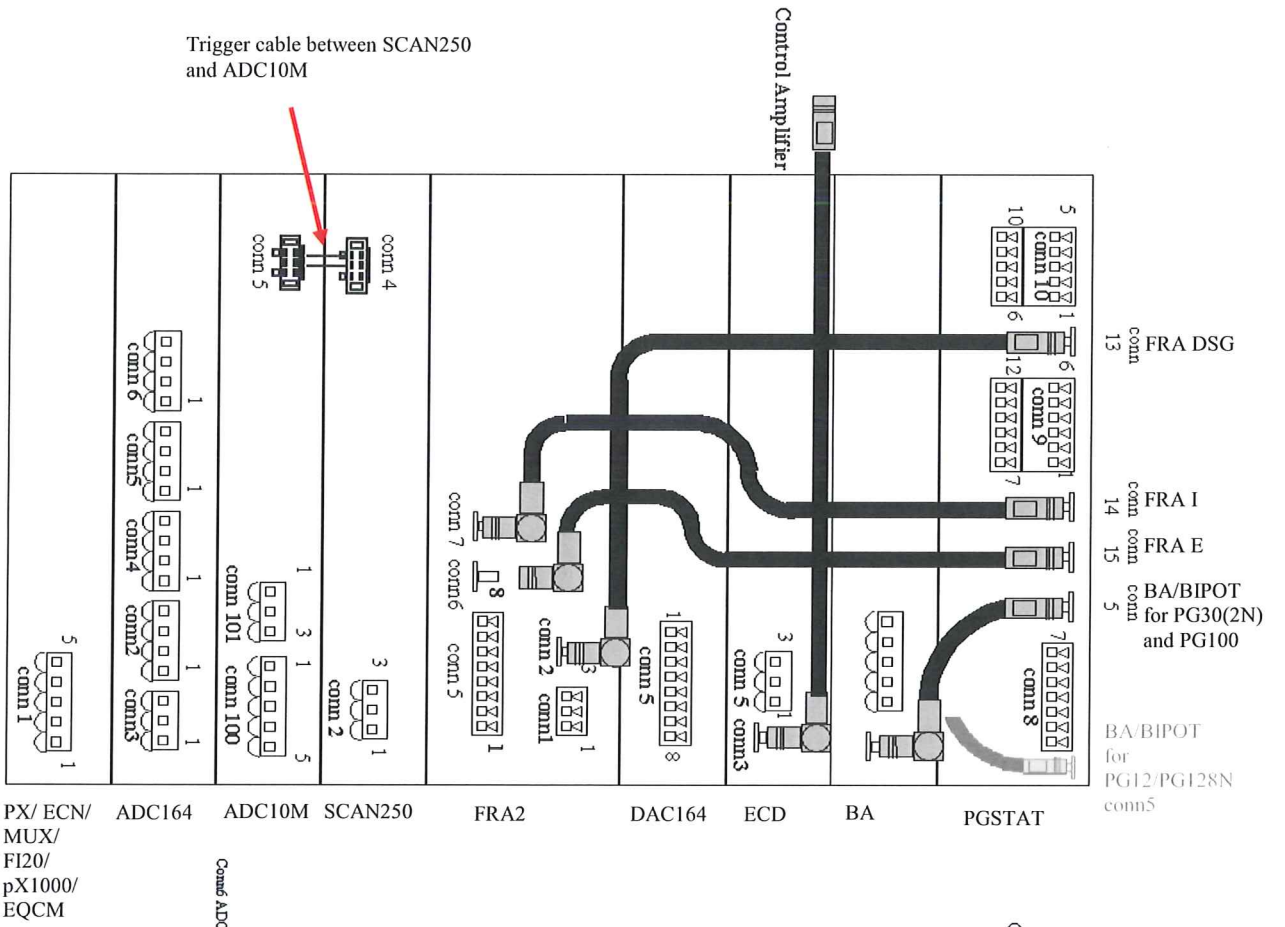 Trigger cable between SCAN250
and ADC10M
Control Amplifier
conn 5
conn 4
10
5
conn 10
6
1
conn 13
FRA DSG
12
6
conn 9
7
1
conn 14
FRA I
conn 15
FRA E
conn 5
BA/BIPOT
for PG30(2N)
and PG100
7
conn 8
BA/BIPOT
for
PG12/PG128N
conn5
conn 6
1
conn5
1
conn4
1
conn2
1
conn3
1
5
conn 1
1
1
conn 101
3
1
conn 100
5
3
conn 2
1
conn 7
conn6
8
conn 5
1
conn 2
3
conn1
1
1
conn 5
8
3
conn 5
1
conn3
PX/ ECN/
MUX/
FI20/
pX1000/
EQCM
ADC164
ADC10M
SCAN250
FRA2
DAC164
ECD
BA
PGSTAT
Conn6 ADC